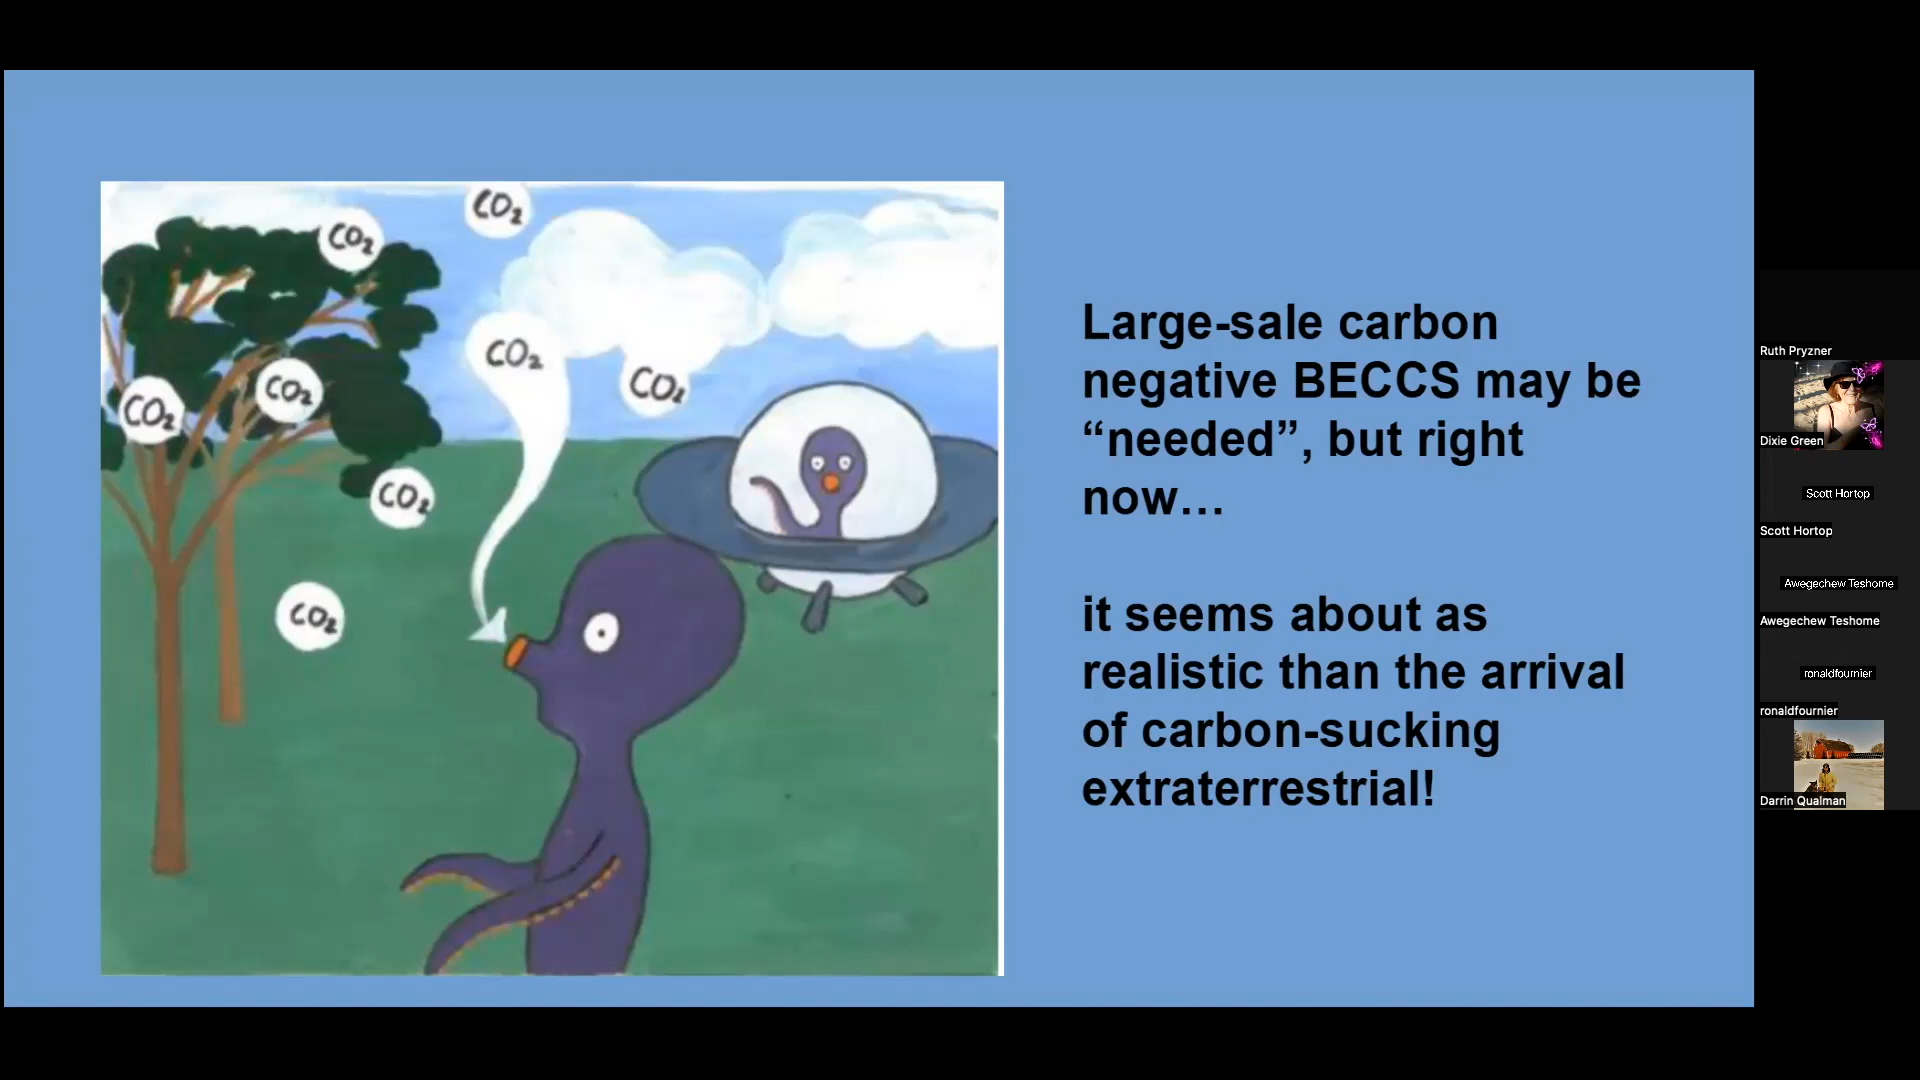 CO₂
CO₂
CO₂
CO₂
CO₂
CO₂
CO₂
CO₂
Large-sale carbon
negative BECCS may be
“needed”, but right
now…
it seems about as
realistic than the arrival
of carbon-sucking
extraterrestrial!
Ruth Pryzner
Dixie Green
Scott Hortop
Scott Hortop
Awegechew Teshome
Awegechew Teshome
ronaldfournier
ronaldfournier
Darrin Qualman